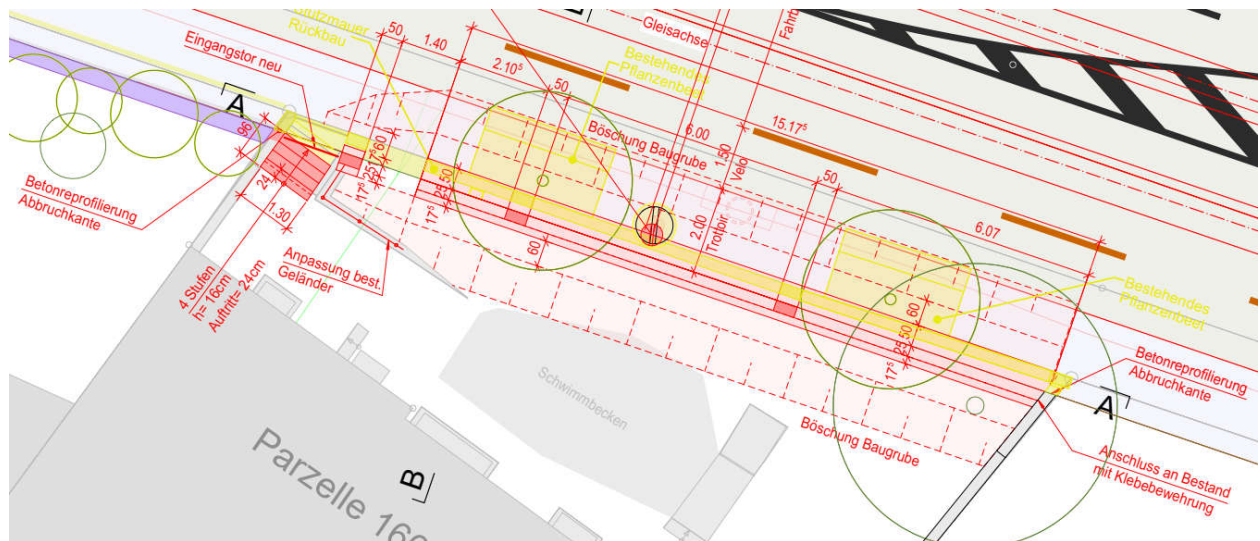 Rückbau
Eingangstor neu
50
1.40
2.10⁵
50
Gleisachse
Bestehendes
Pflanzenbeet
15.17⁵
Böschung Baugrube
6.00
50
Velo
Trottoir
2.00
A
96
24
1.30
Betonreprofilierung
Abbruchkante
4 Stufen
h= 16cm
Auftritt= 24cm
Anpassung best.
Geländer
17⁵
25
17⁵
60
17⁵
25
50
60
50
6.07
60
17⁵
25
50
Bestehendes
Pflanzenbeet
Betonreprofilierung
Abbruchkante
A
Anschluss an Bestand
mit Klebebewehrung
Böschung Baugrube
Schwimmbecken
B
Parzelle